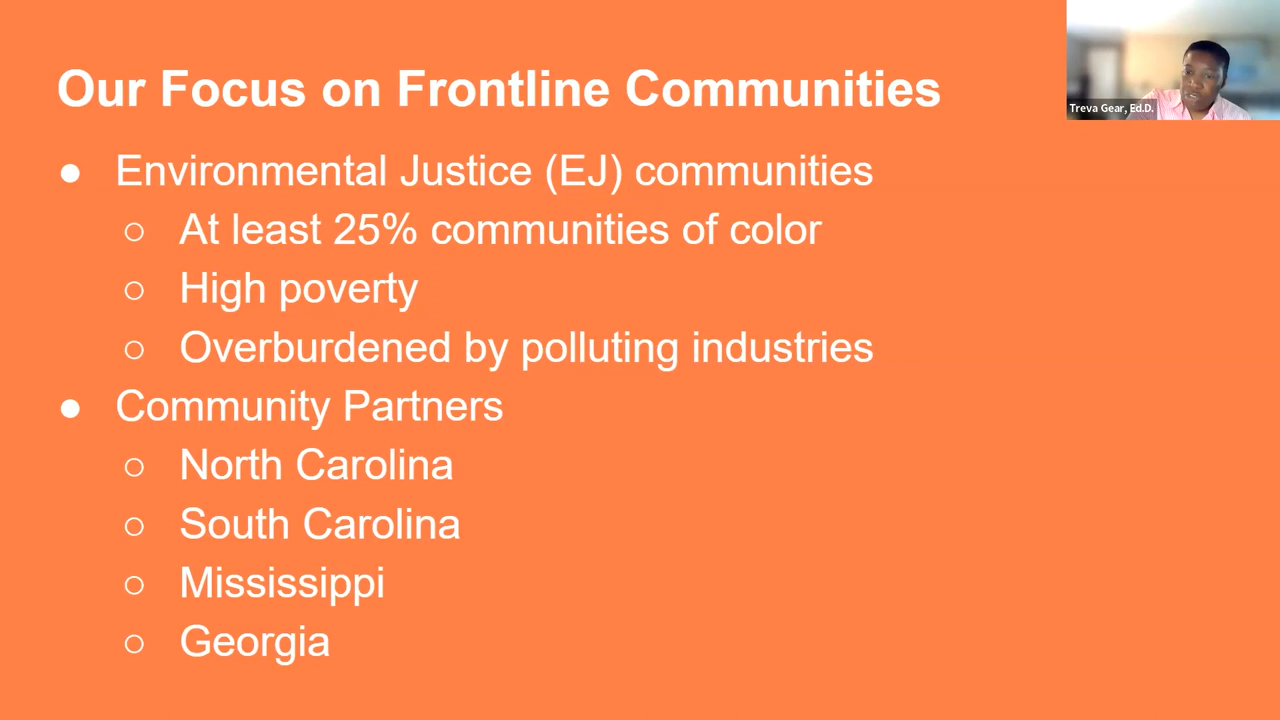 Our Focus on Frontline Communities
Treva Gear, Ed.D.
● Environmental Justice (EJ) communities
○ At least 25% communities of color
○ High poverty
○ Overburdened by polluting industries
● Community Partners
○ North Carolina
○ South Carolina
○ Mississippi
○ Georgia